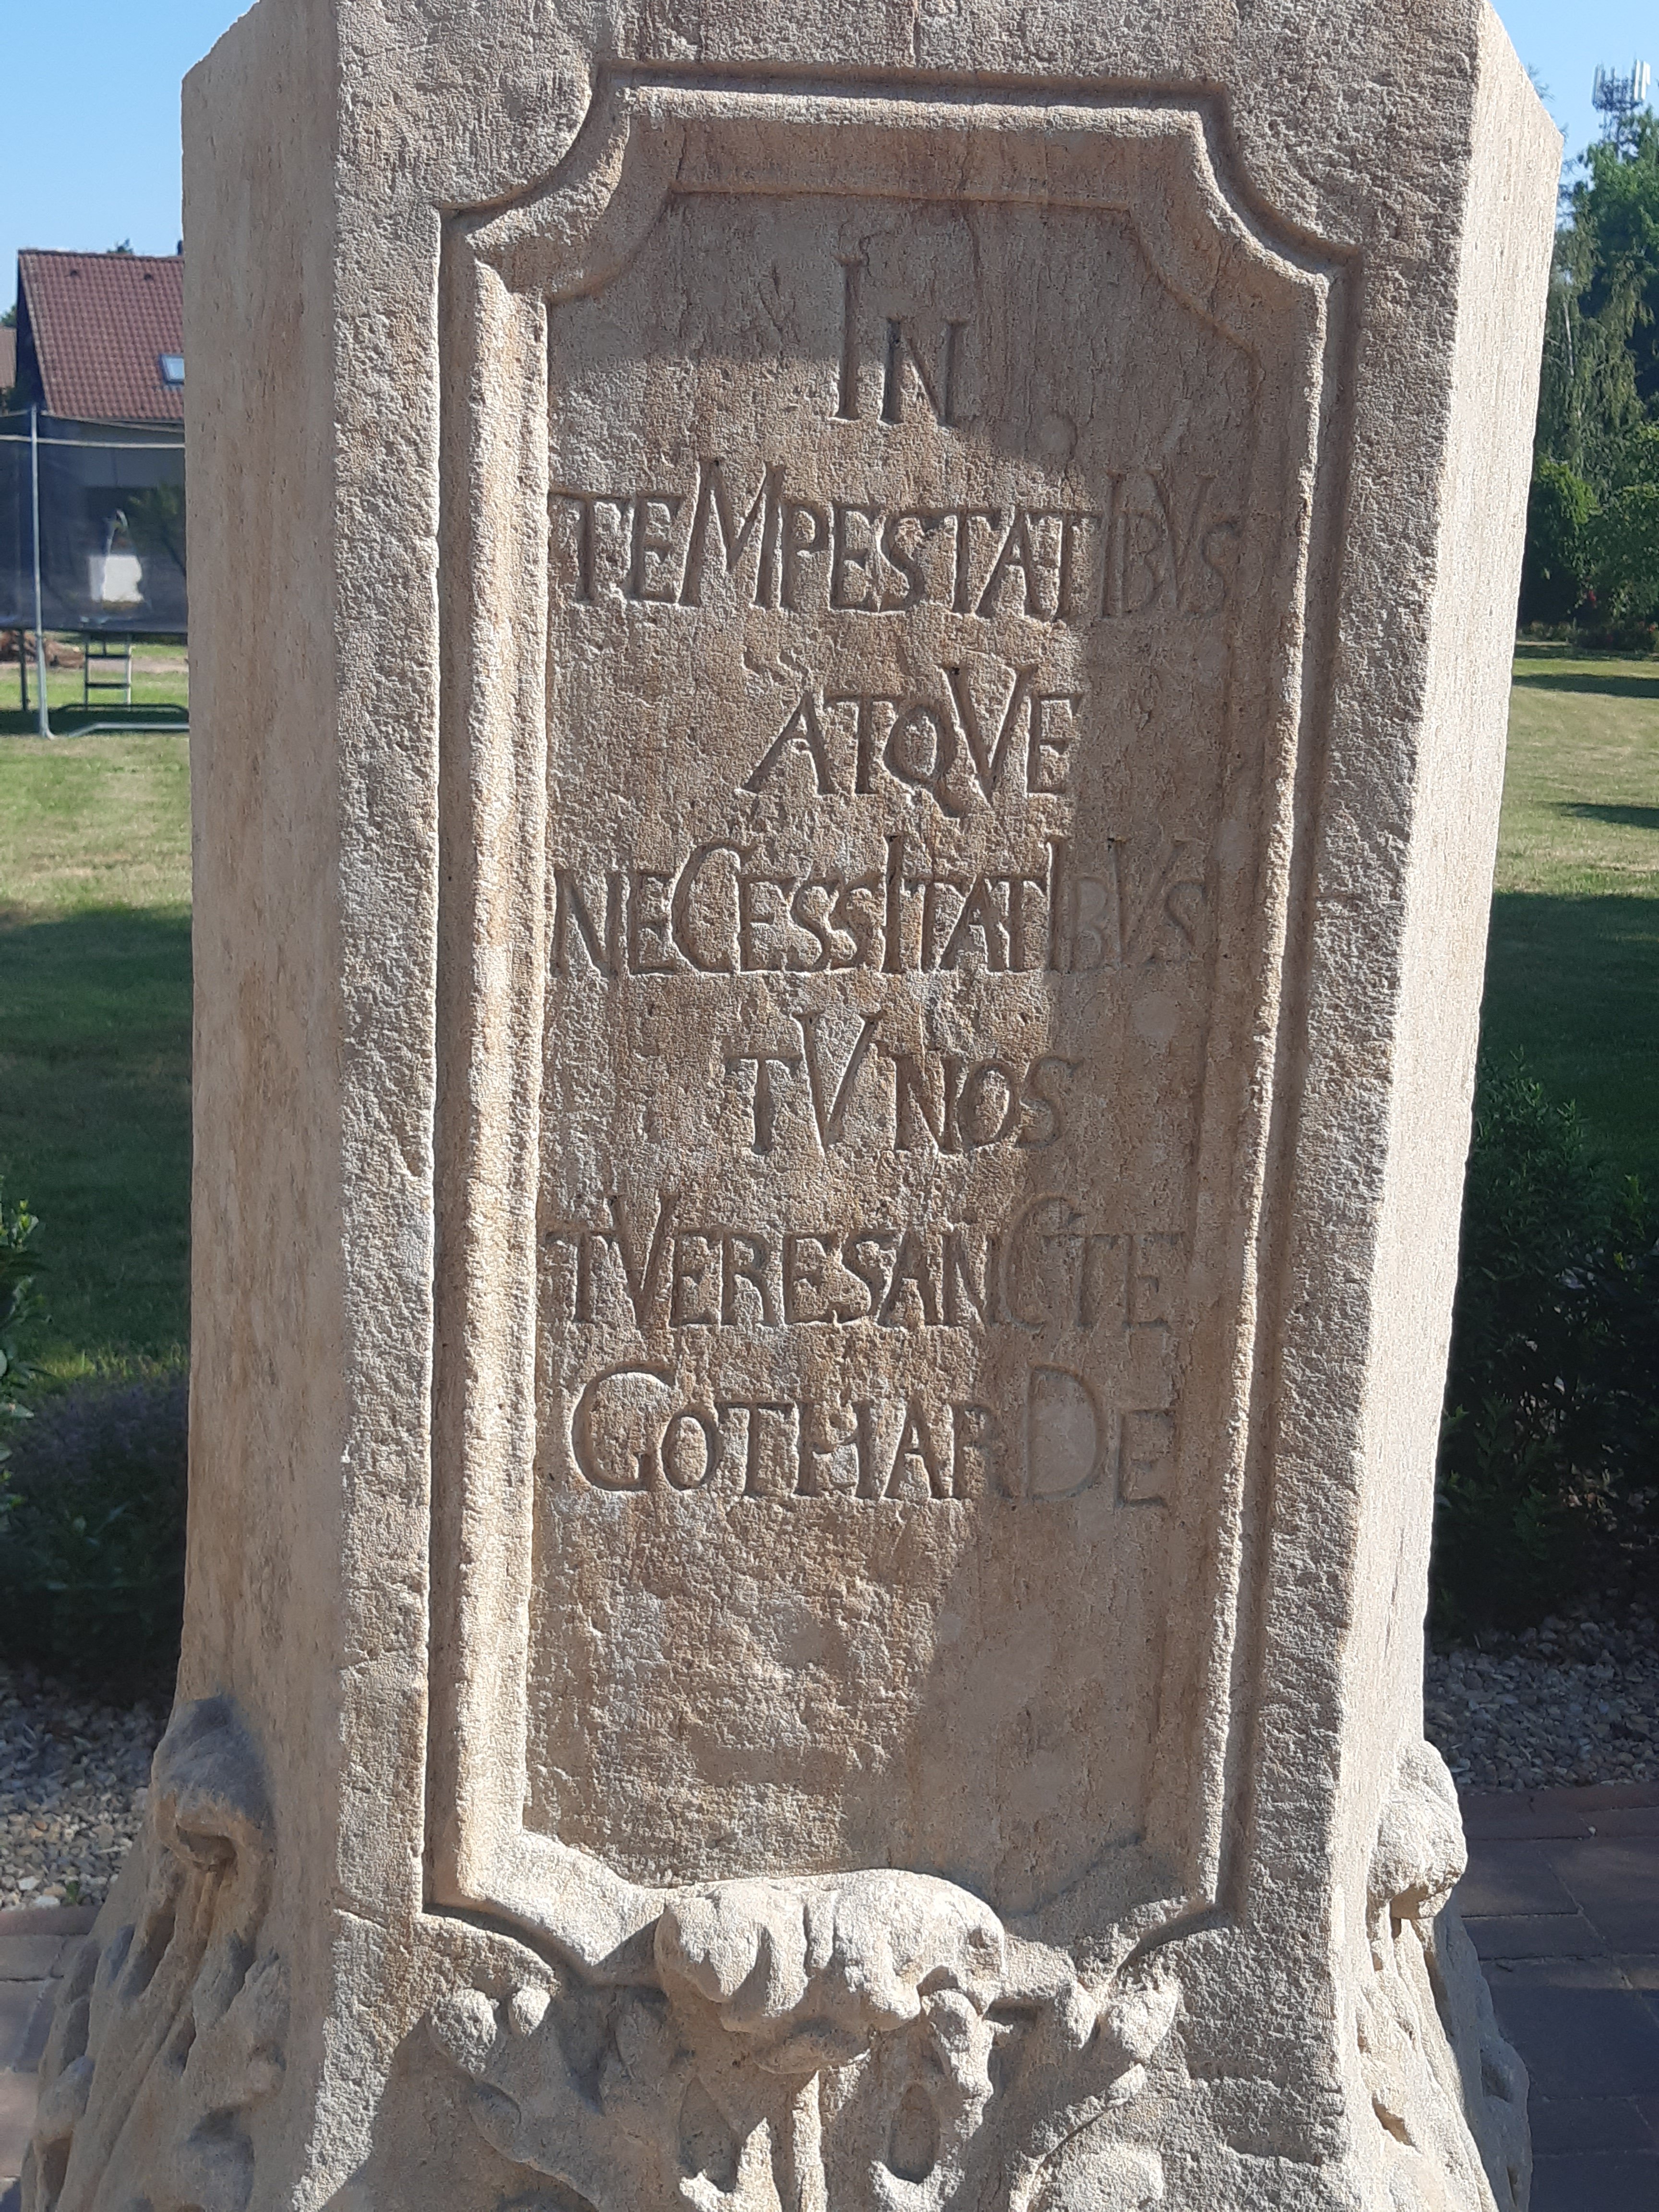 IN
TEMPESTATIBVS
ATQVE
NECESSITATIBVS
TV NOS
TVERE SANCTE
GOTHARDE